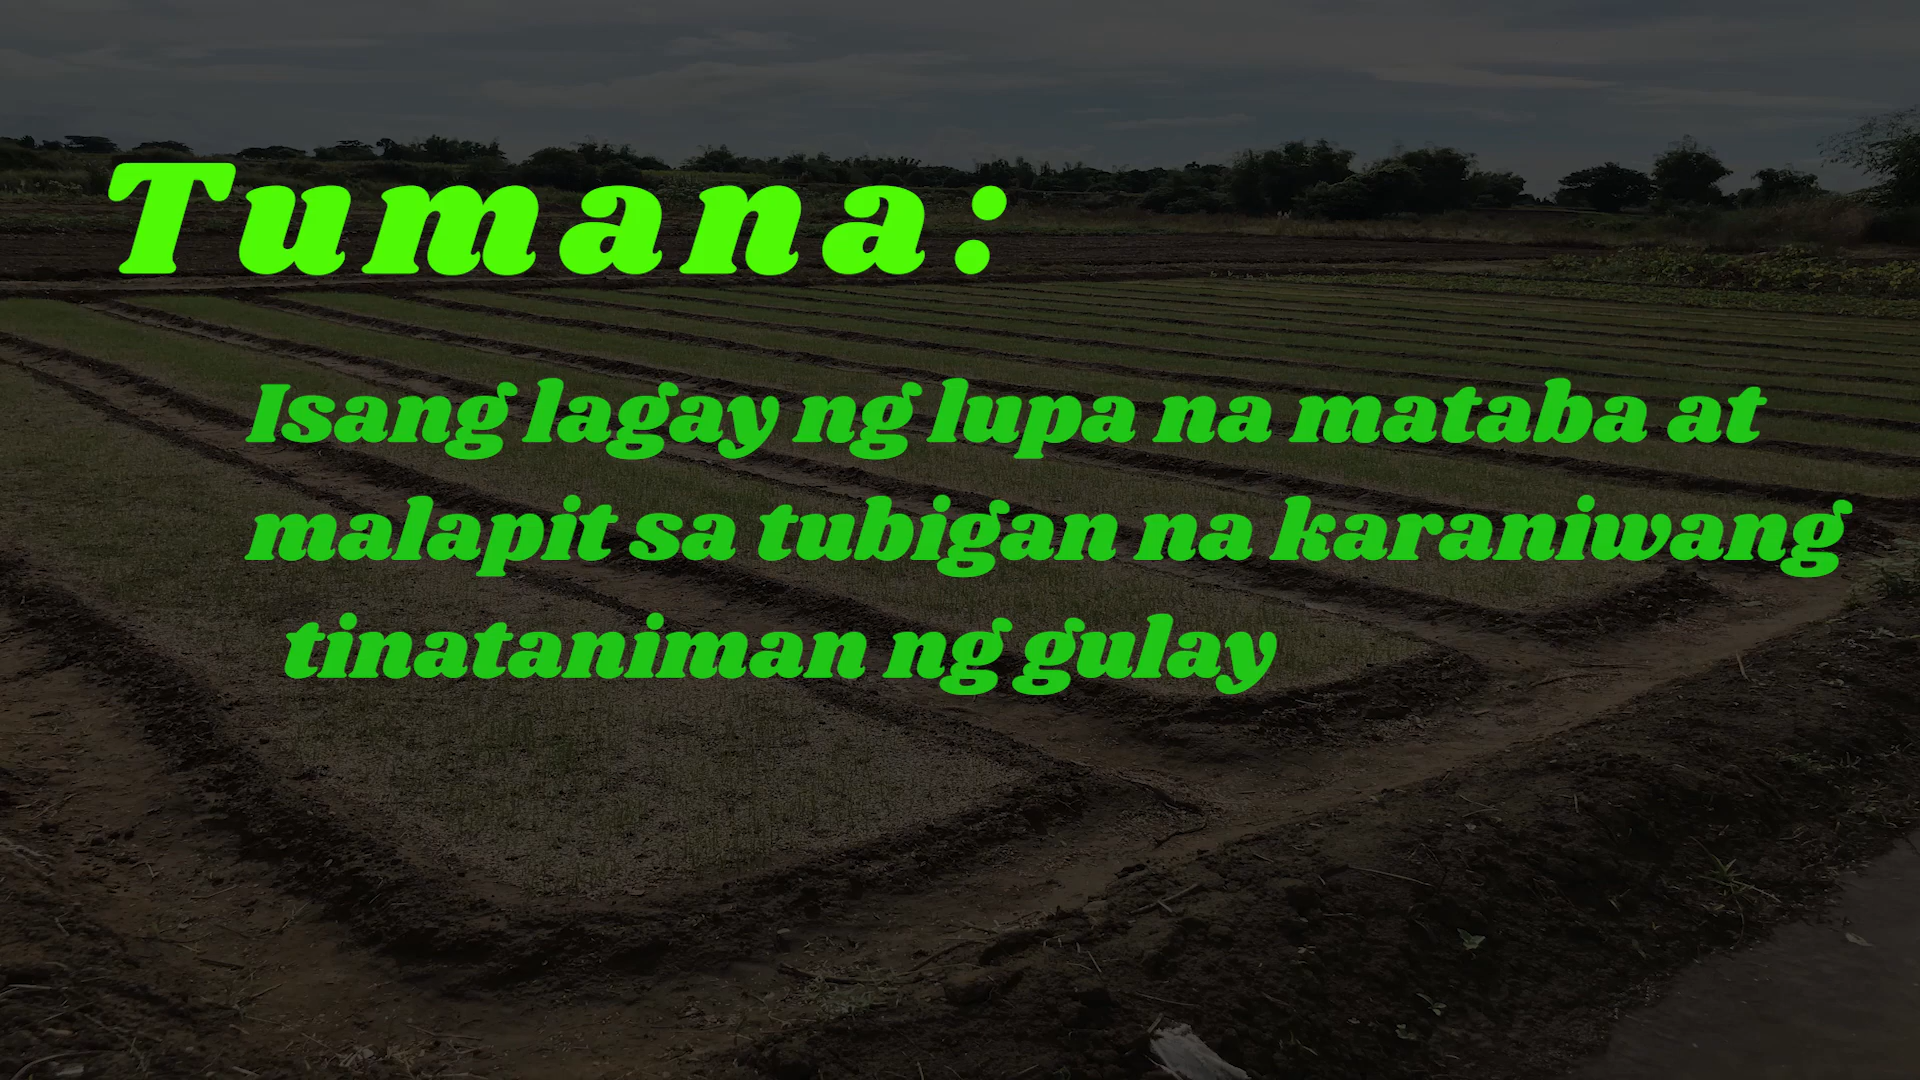 Tumana:
Isang lagay ng lupa na mataba at
malapit sa tubigan na karaniwang
tinataniman ng gulay